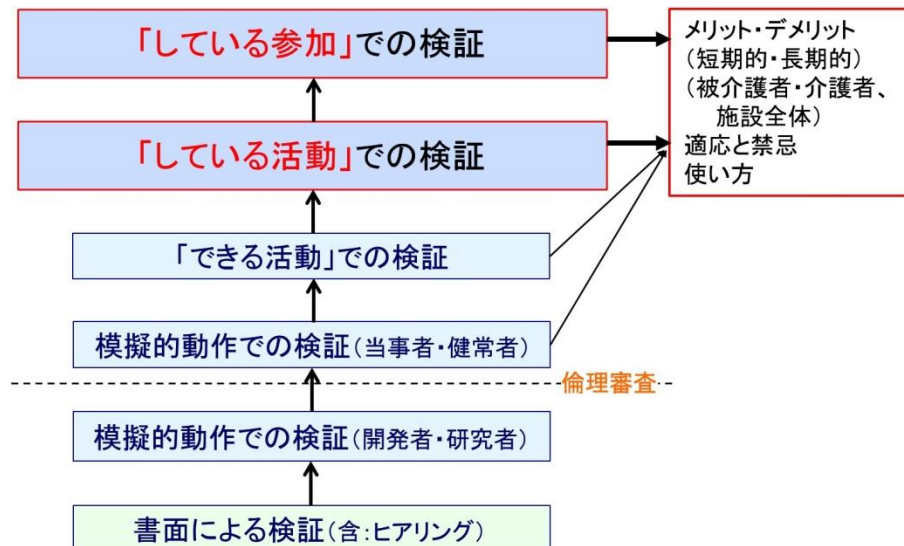 「している参加」での検証
メリット・デメリット
(短期的・長期的)
(被介護者・介護者、
施設全体)
適応と禁忌
使い方
「している活動」での検証
「できる活動」での検証
模擬的動作での検証(当事者・健常者)
倫理審査
模擬的動作での検証(開発者・研究者)
書面による検証(含:ヒアリング)